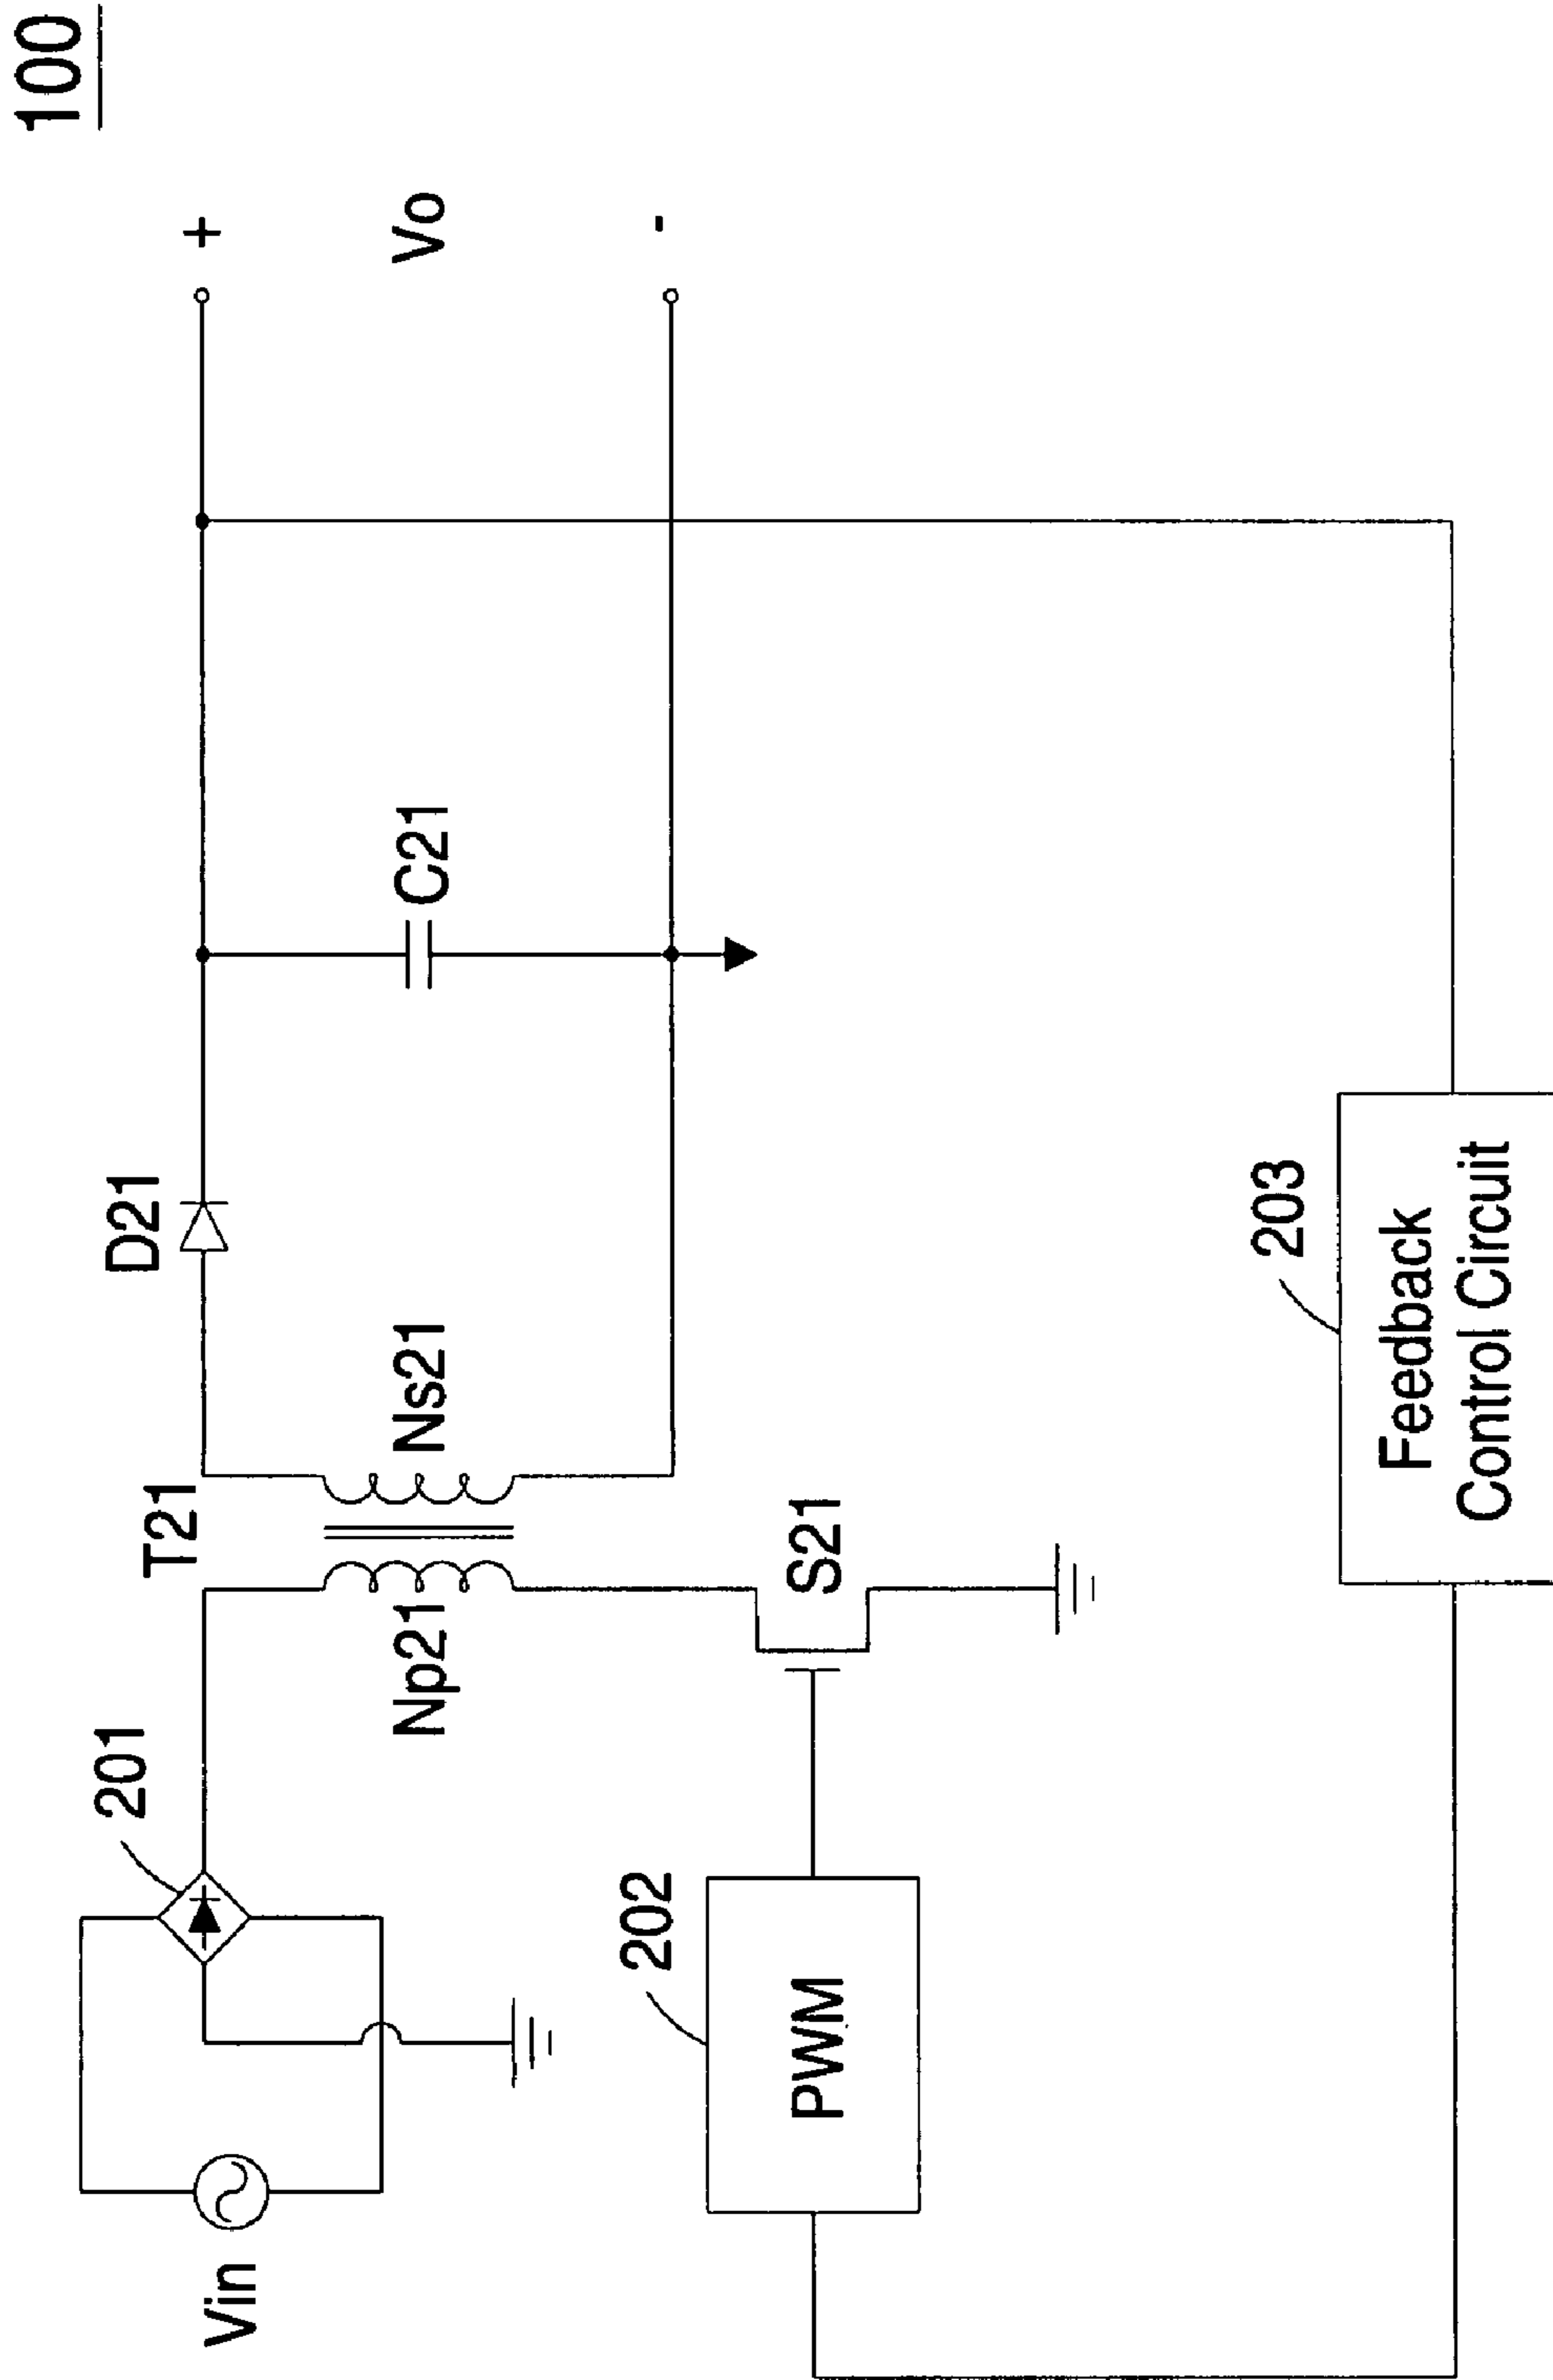 100
Vin
201
T21
Np21
Ns21
D21
C21
+
Vo
-
202
PWM
S21
203
Feedback
Control Circuit